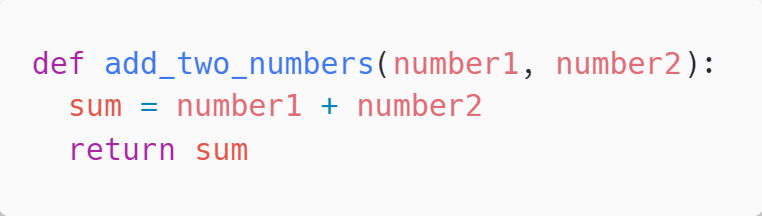 def add_two_numbers(number1, number2):
  sum = number1 + number2
  return sum